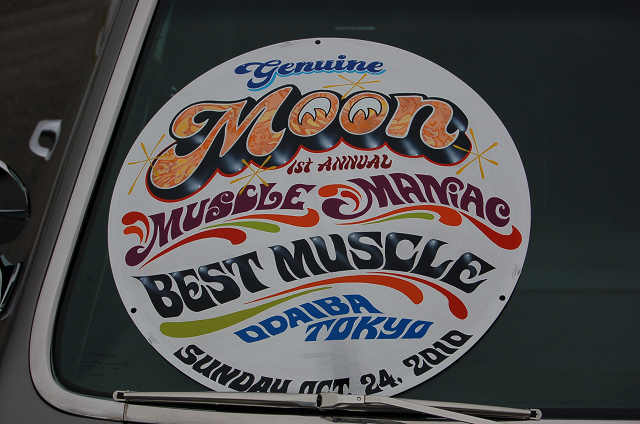 Genuine
Moon
1st Annual
Muscle Maniac
Best Muscle
Odaiba
Tokyo
Sunday Oct. 24, 2010